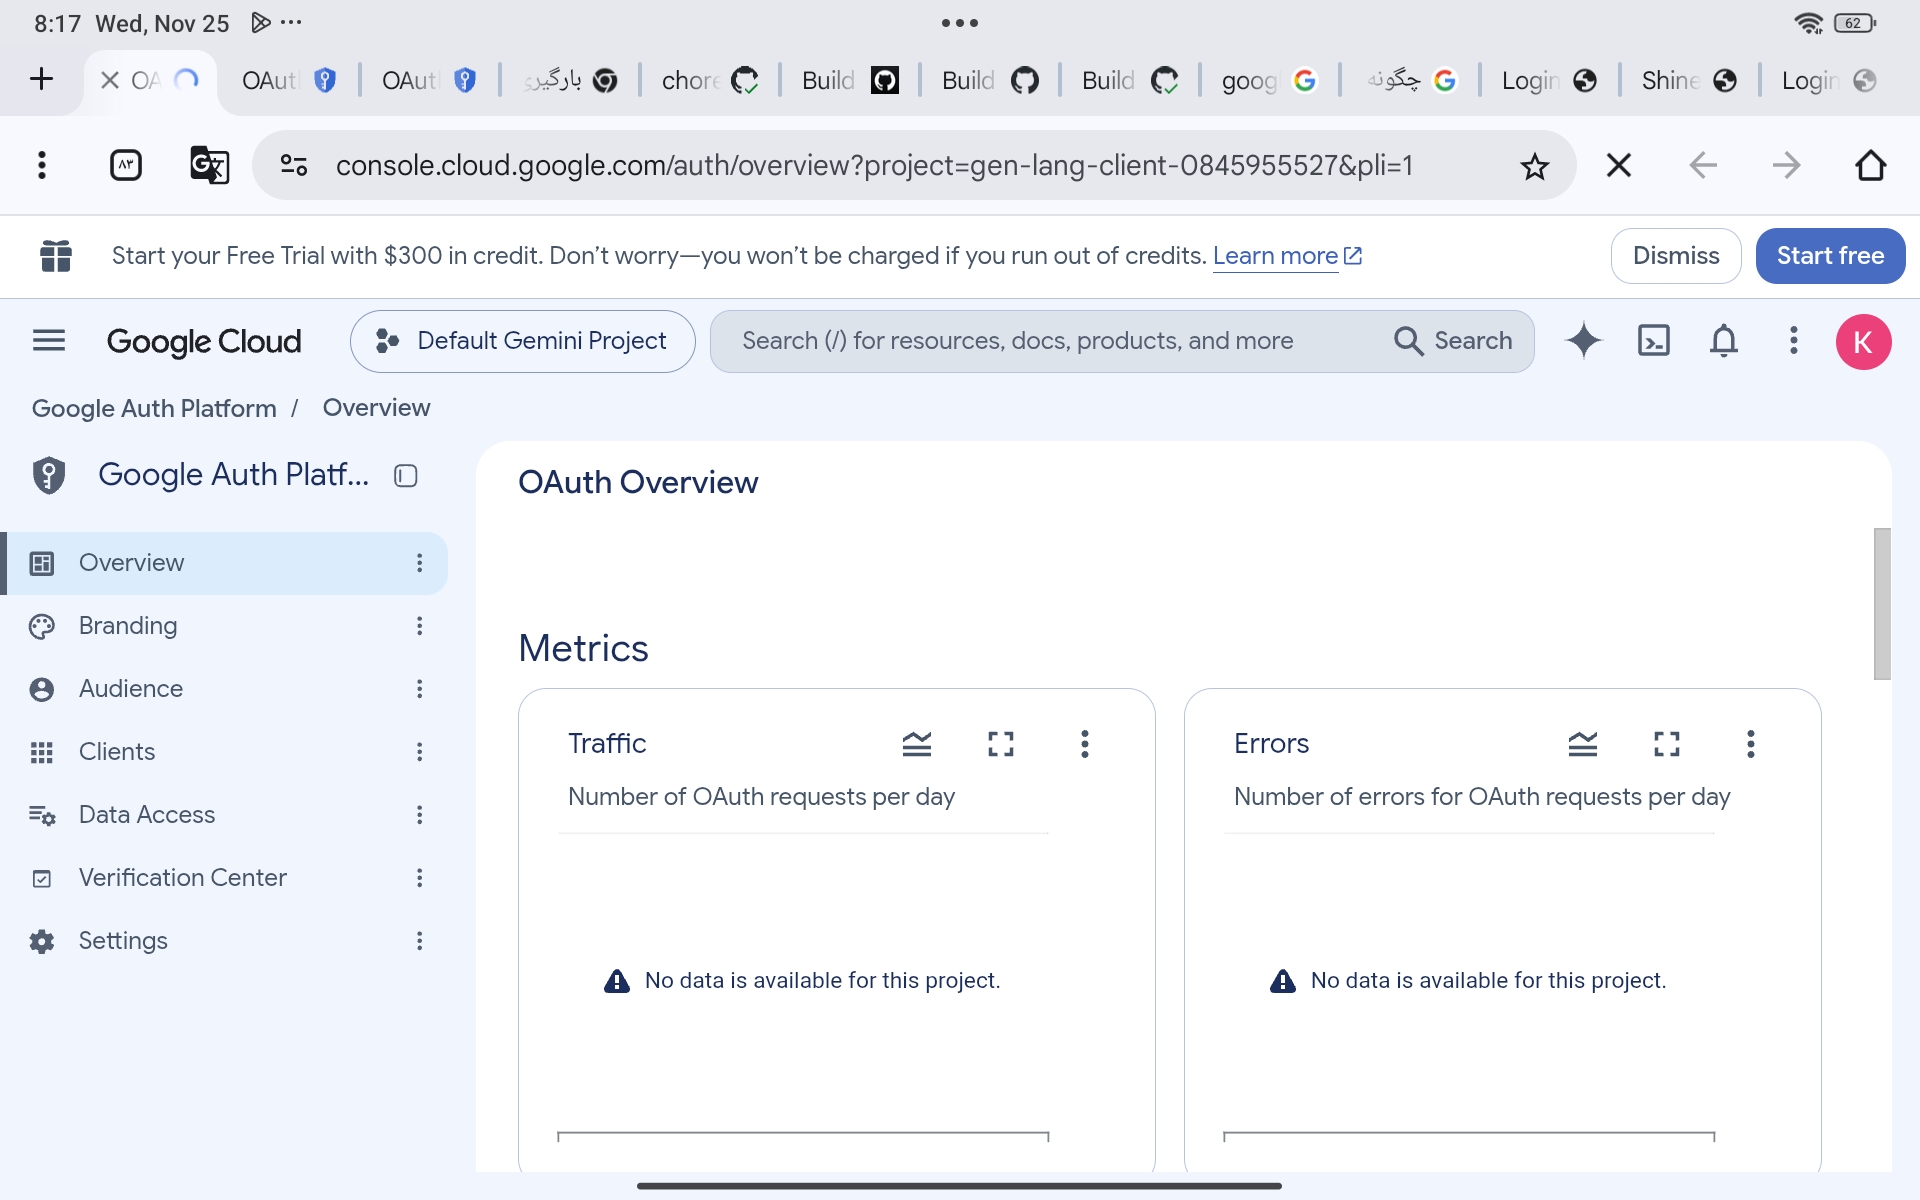 8:17 Wed, Nov 25
62
OA
OAut
OAut
بارگیری
chore
Build
Build
Build
goog
چگونه
Login
Shine
Login
۸۳
console.cloud.google.com/auth/overview?project=gen-lang-client-0845955527&pli=1
Start your Free Trial with $300 in credit. Don’t worry—you won’t be charged if you run out of credits. Learn more
Dismiss
Start free
Google Cloud
Default Gemini Project
Search (/) for resources, docs, products, and more
Search
K
Google Auth Platform / Overview
Google Auth Platf...
Overview
Branding
Audience
Clients
Data Access
Verification Center
Settings
OAuth Overview
Metrics
Traffic
Number of OAuth requests per day
No data is available for this project.
Errors
Number of errors for OAuth requests per day
No data is available for this project.